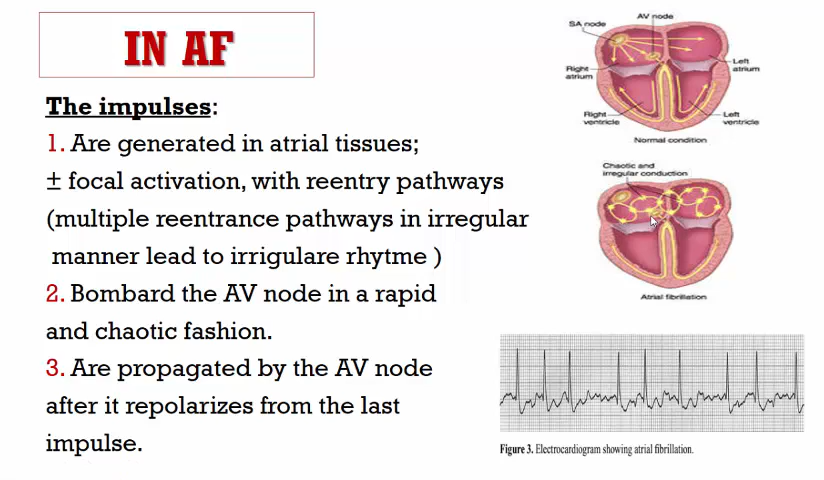 IN AF
The impulses:
1. Are generated in atrial tissues;
± focal activation, with reentry pathways
(multiple reentrance pathways in irregular
manner lead to irrigulare rhytme )
2. Bombard the AV node in a rapid
and chaotic fashion.
3. Are propagated by the AV node
after it repolarizes from the last
impulse.
AV node
SA node
Right
atrium
Left
atrium
Right
ventricle
Left
ventricle
Normal condition
Chaotic and
irregular conduction
Atrial fibrillation
Figure 3. Electrocardiogram showing atrial fibrillation.